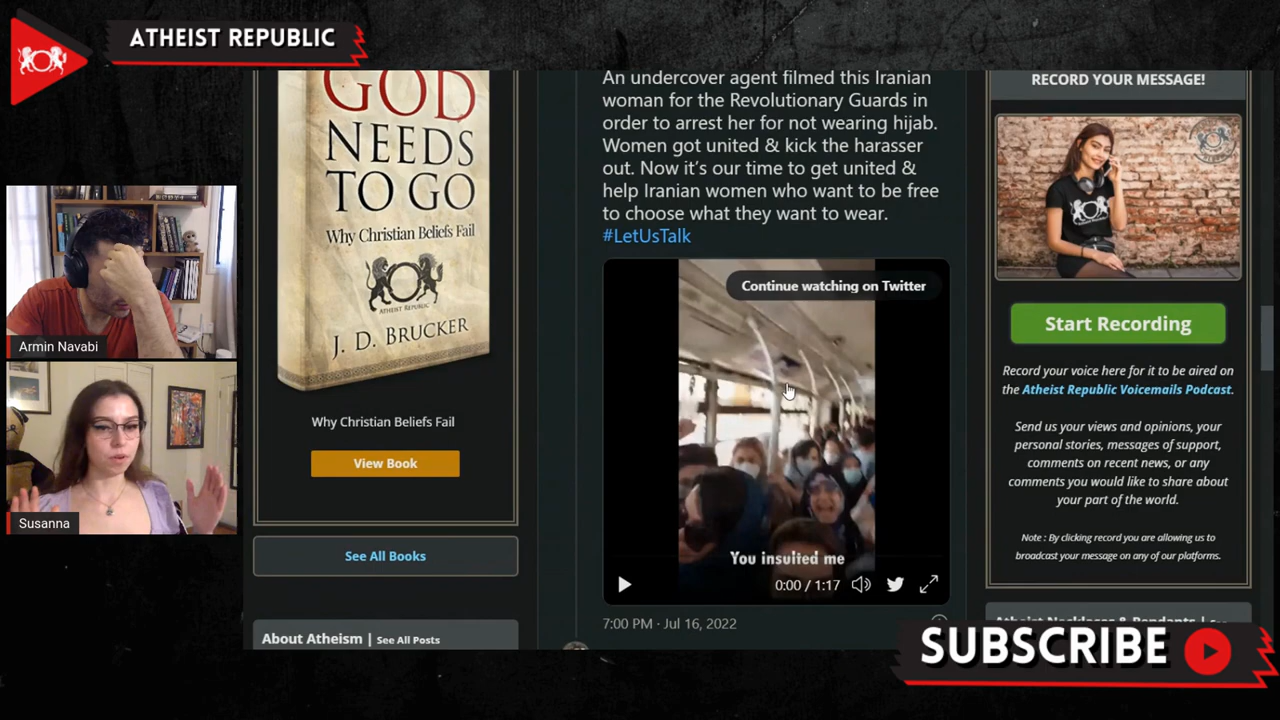 ATHEIST REPUBLIC
Armin Navabi
Susanna
GOD
NEEDS
TO GO
Why Christian Beliefs Fail
ATHEIST REPUBLIC
J. D. BRUCKER
Why Christian Beliefs Fail
View Book
See All Books
About Atheism | See All Posts
An undercover agent filmed this Iranian
woman for the Revolutionary Guards in
order to arrest her for not wearing hijab.
Women got united & kick the harasser
out. Now it’s our time to get united &
help Iranian women who want to be free
to choose what they want to wear.
#LetUsTalk
Continue watching on Twitter
You insulted me
0:00 / 1:17
7:00 PM · Jul 16, 2022
RECORD YOUR MESSAGE!
Start Recording
Record your voice here for it to be aired on
the Atheist Republic Voicemails Podcast.
Send us your views and opinions, your
personal stories, messages of support,
comments on recent news, or any
comments you would like to share about
your part of the world.
Note : By clicking record you are allowing us to
broadcast your message on any of our platforms.
Atheist Necklaces & Pendants |
SUBSCRIBE